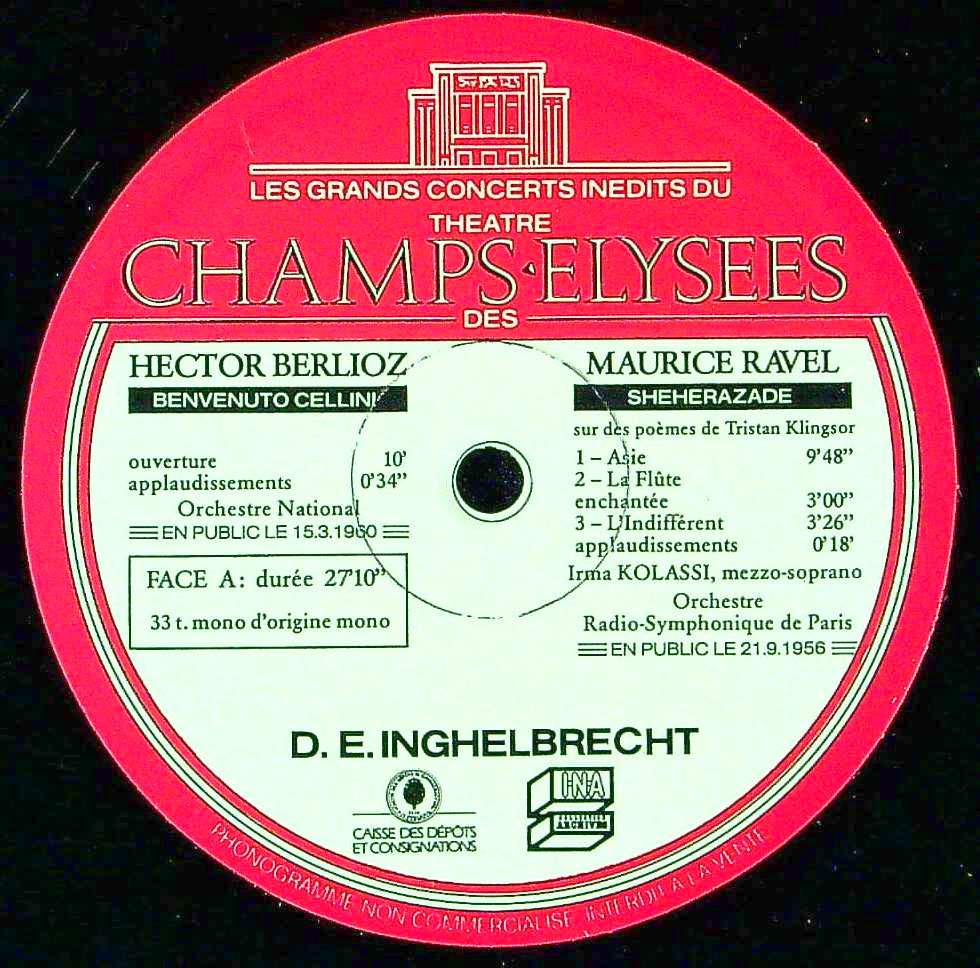 LES GRANDS CONCERTS INEDITS DU
THEATRE
CHAMPS·ELYSEES
DES
HECTOR BERLIOZ
BENVENUTO CELLINI
ouverture 10’
applaudissements 0’34”
Orchestre National
EN PUBLIC LE 15.3.1960
FACE A: durée 27’10”
33 t. mono d’origine mono
MAURICE RAVEL
SHEHERAZADE
sur des poèmes de Tristan Klingsor
1 – Asie 9’48”
2 – La Flûte
enchantée 3’00”
3 – L’Indifférent 3’26”
applaudissements 0’18’
Irma KOLASSI, mezzo-soprano
Orchestre
Radio-Symphonique de Paris
EN PUBLIC LE 21.9.1956
D. E. INGHELBRECHT
CAISSE DES DÉPÔTS
ET CONSIGNATIONS
INA
PHONOGRAMME NON COMMERCIALISE INTERDIT A LA VENTE